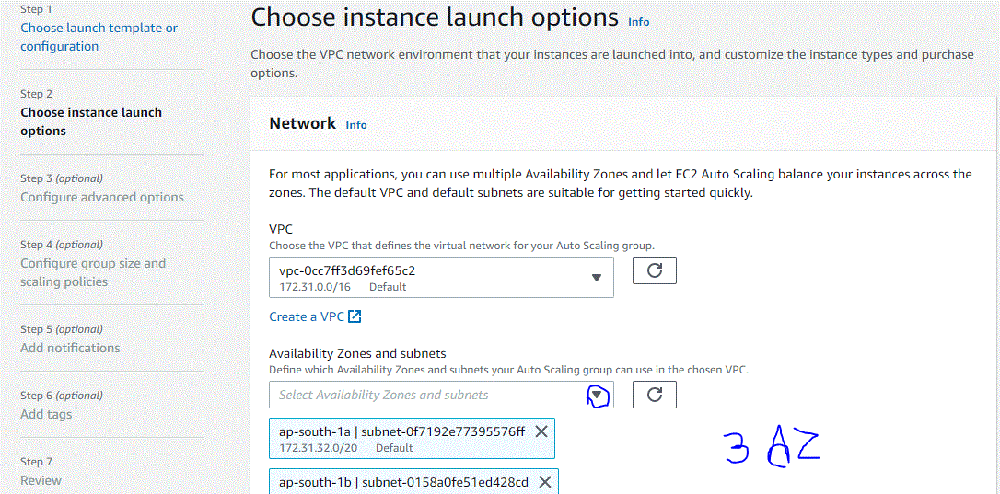 Step 1
Choose launch template or
configuration
Step 2
Choose instance launch
options
Step 3 (optional)
Configure advanced options
Step 4 (optional)
Configure group size and
scaling policies
Step 5 (optional)
Add notifications
Step 6 (optional)
Add tags
Step 7
Review
Choose instance launch options Info
Choose the VPC network environment that your instances are launched into, and customize the instance types and purchase
options.
Network Info
For most applications, you can use multiple Availability Zones and let EC2 Auto Scaling balance your instances across the
zones. The default VPC and default subnets are suitable for getting started quickly.
VPC
Choose the VPC that defines the virtual network for your Auto Scaling group.
vpc-0cc7ff3d69fef65c2
172.31.0.0/16 Default
Create a VPC
Availability Zones and subnets
Define which Availability Zones and subnets your Auto Scaling group can use in the chosen VPC.
Select Availability Zones and subnets
ap-south-1a | subnet-0f7192e77395576ff
172.31.32.0/20 Default
ap-south-1b | subnet-0158a0fe51ed428cd
3 AZ